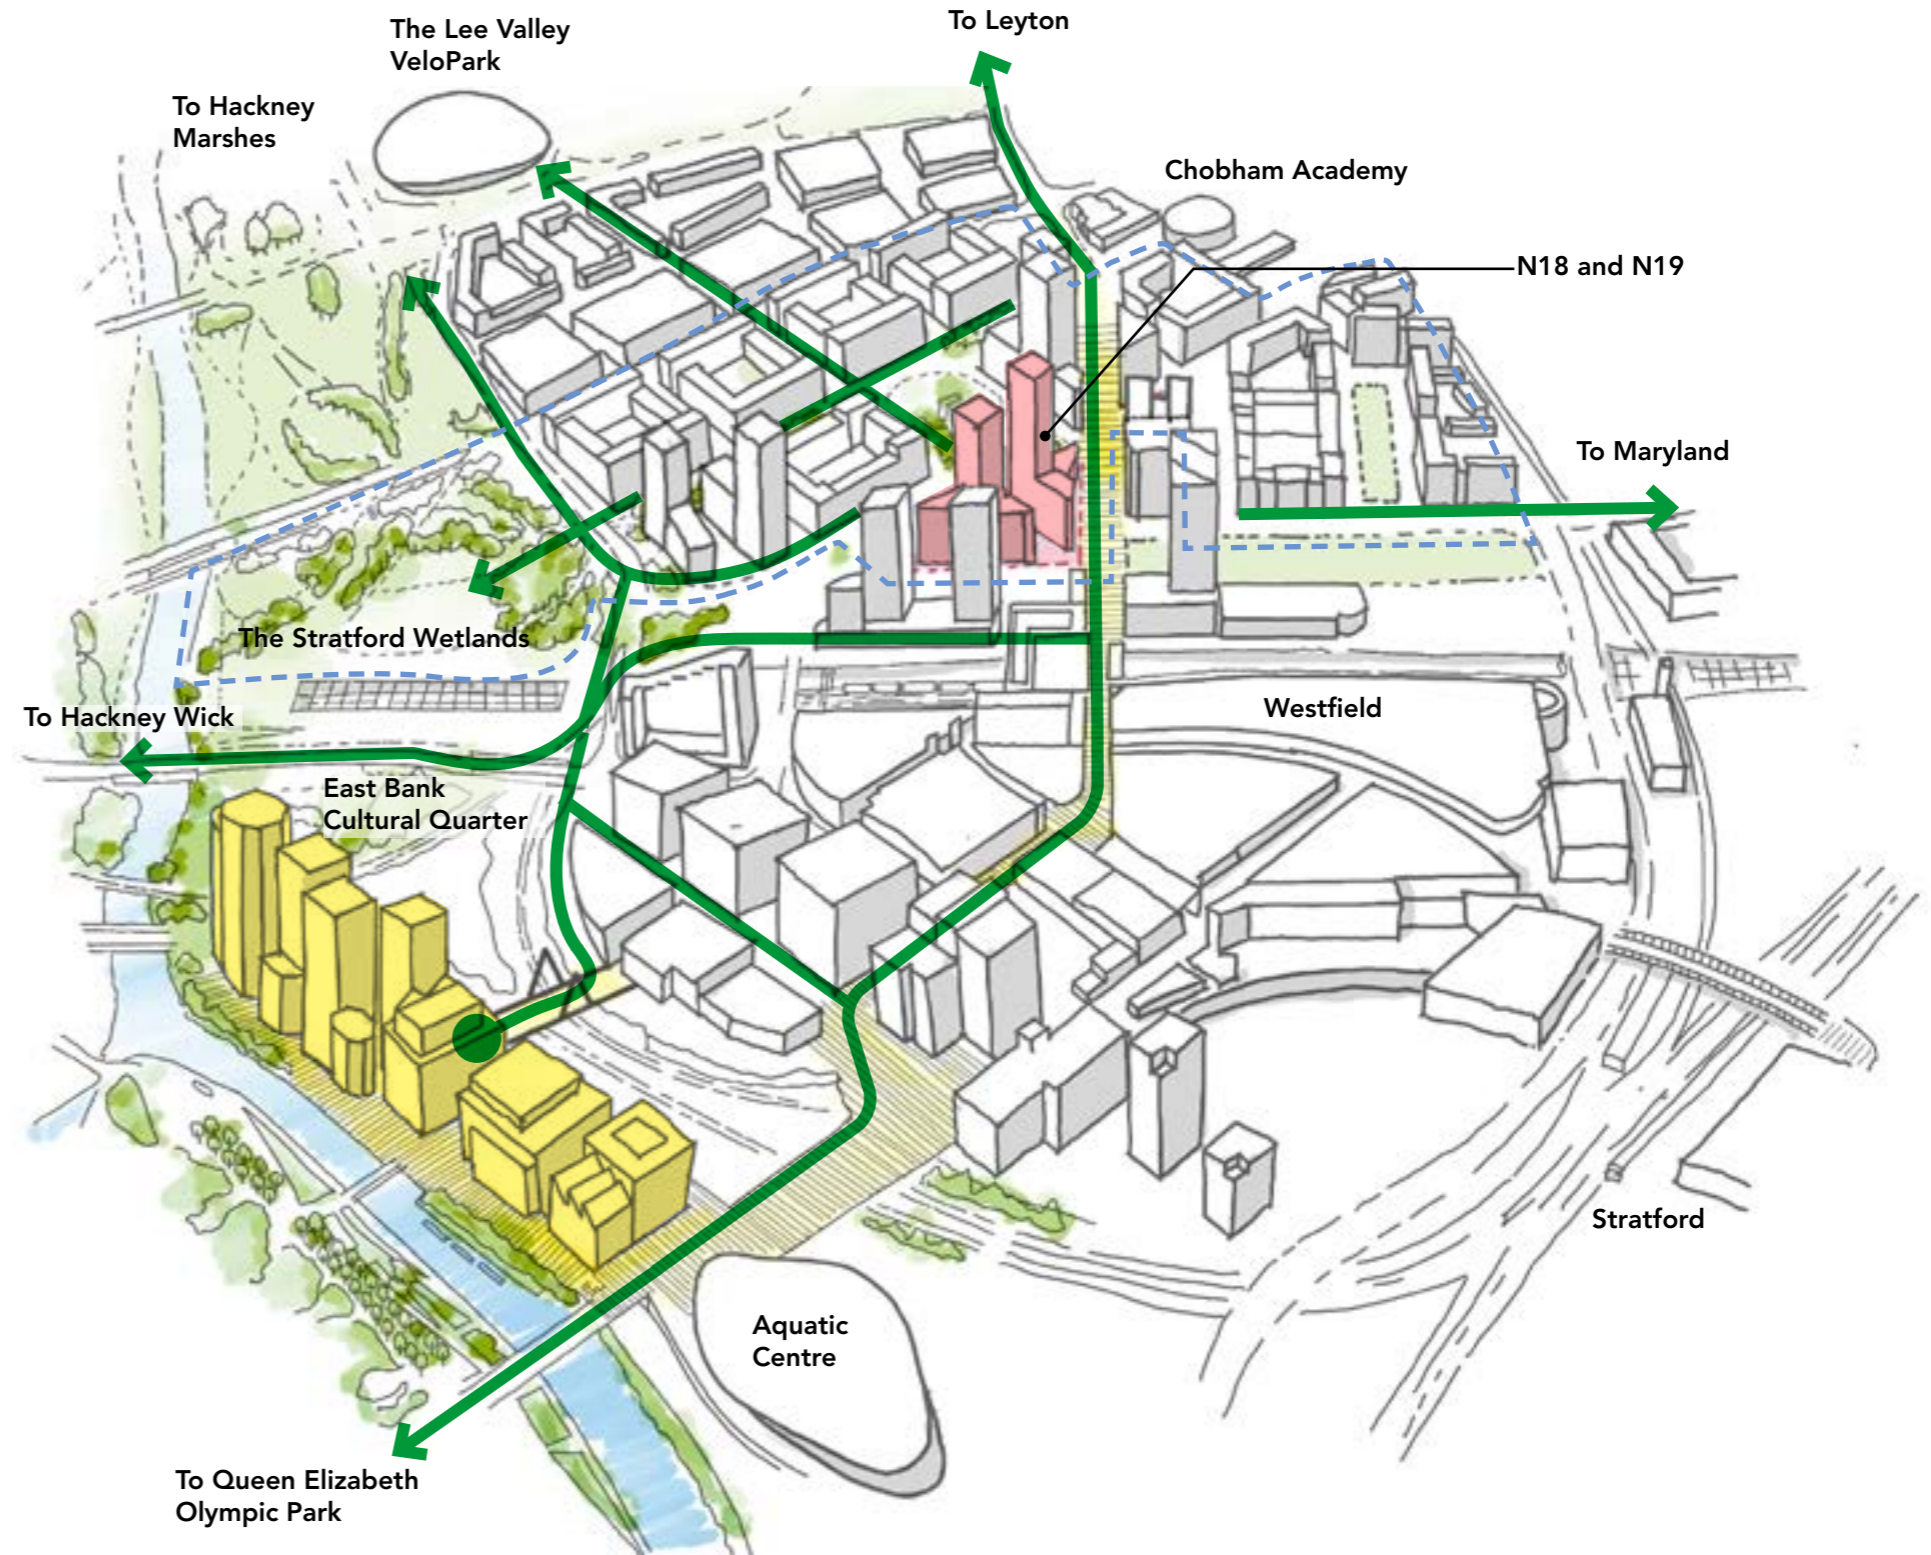 To Leyton
The Lee Valley
VeloPark
To Hackney
Marshes
Chobham Academy
N18 and N19
To Maryland
The Stratford Wetlands
To Hackney Wick
Westfield
East Bank
Cultural Quarter
Stratford
Aquatic
Centre
To Queen Elizabeth
Olympic Park